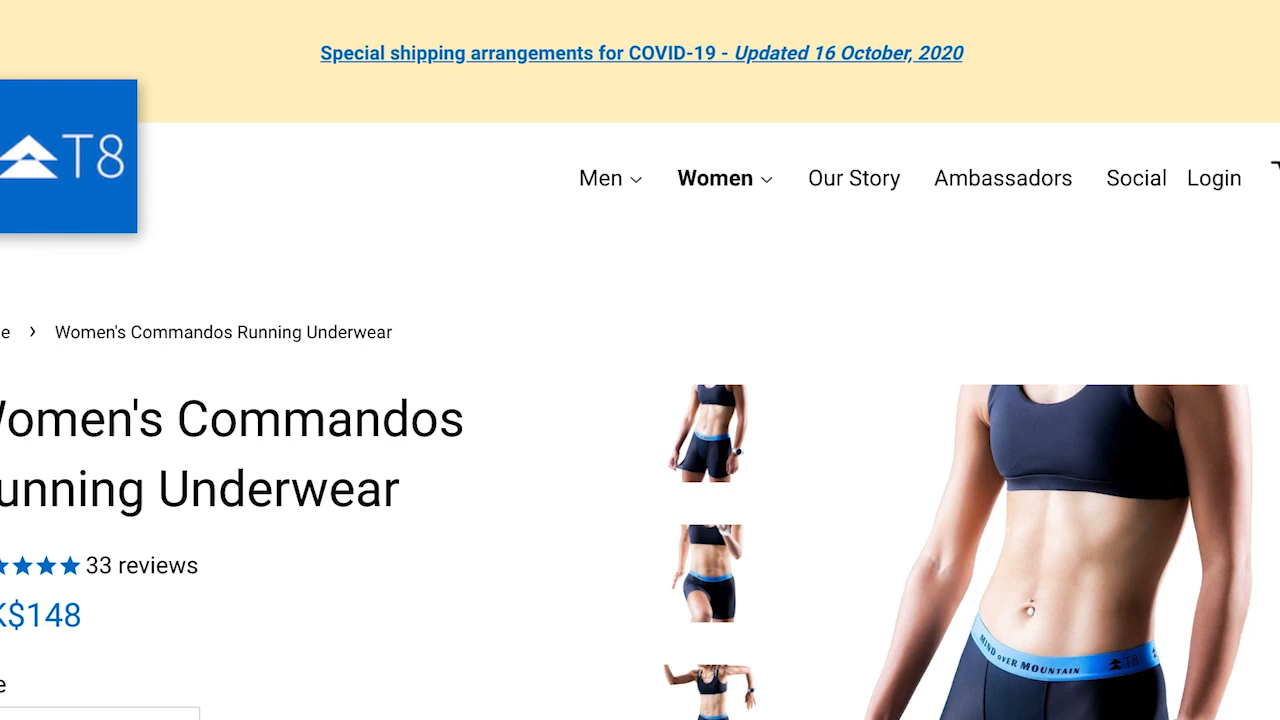 Special shipping arrangements for COVID-19 - Updated 16 October, 2020
T8
Men
Women
Our Story
Ambassadors
Social
Login
e › Women's Commandos Running Underwear
omen's Commandos
unning Underwear
33 reviews
K$148
e
MIND OVER MOUNTAIN
T8